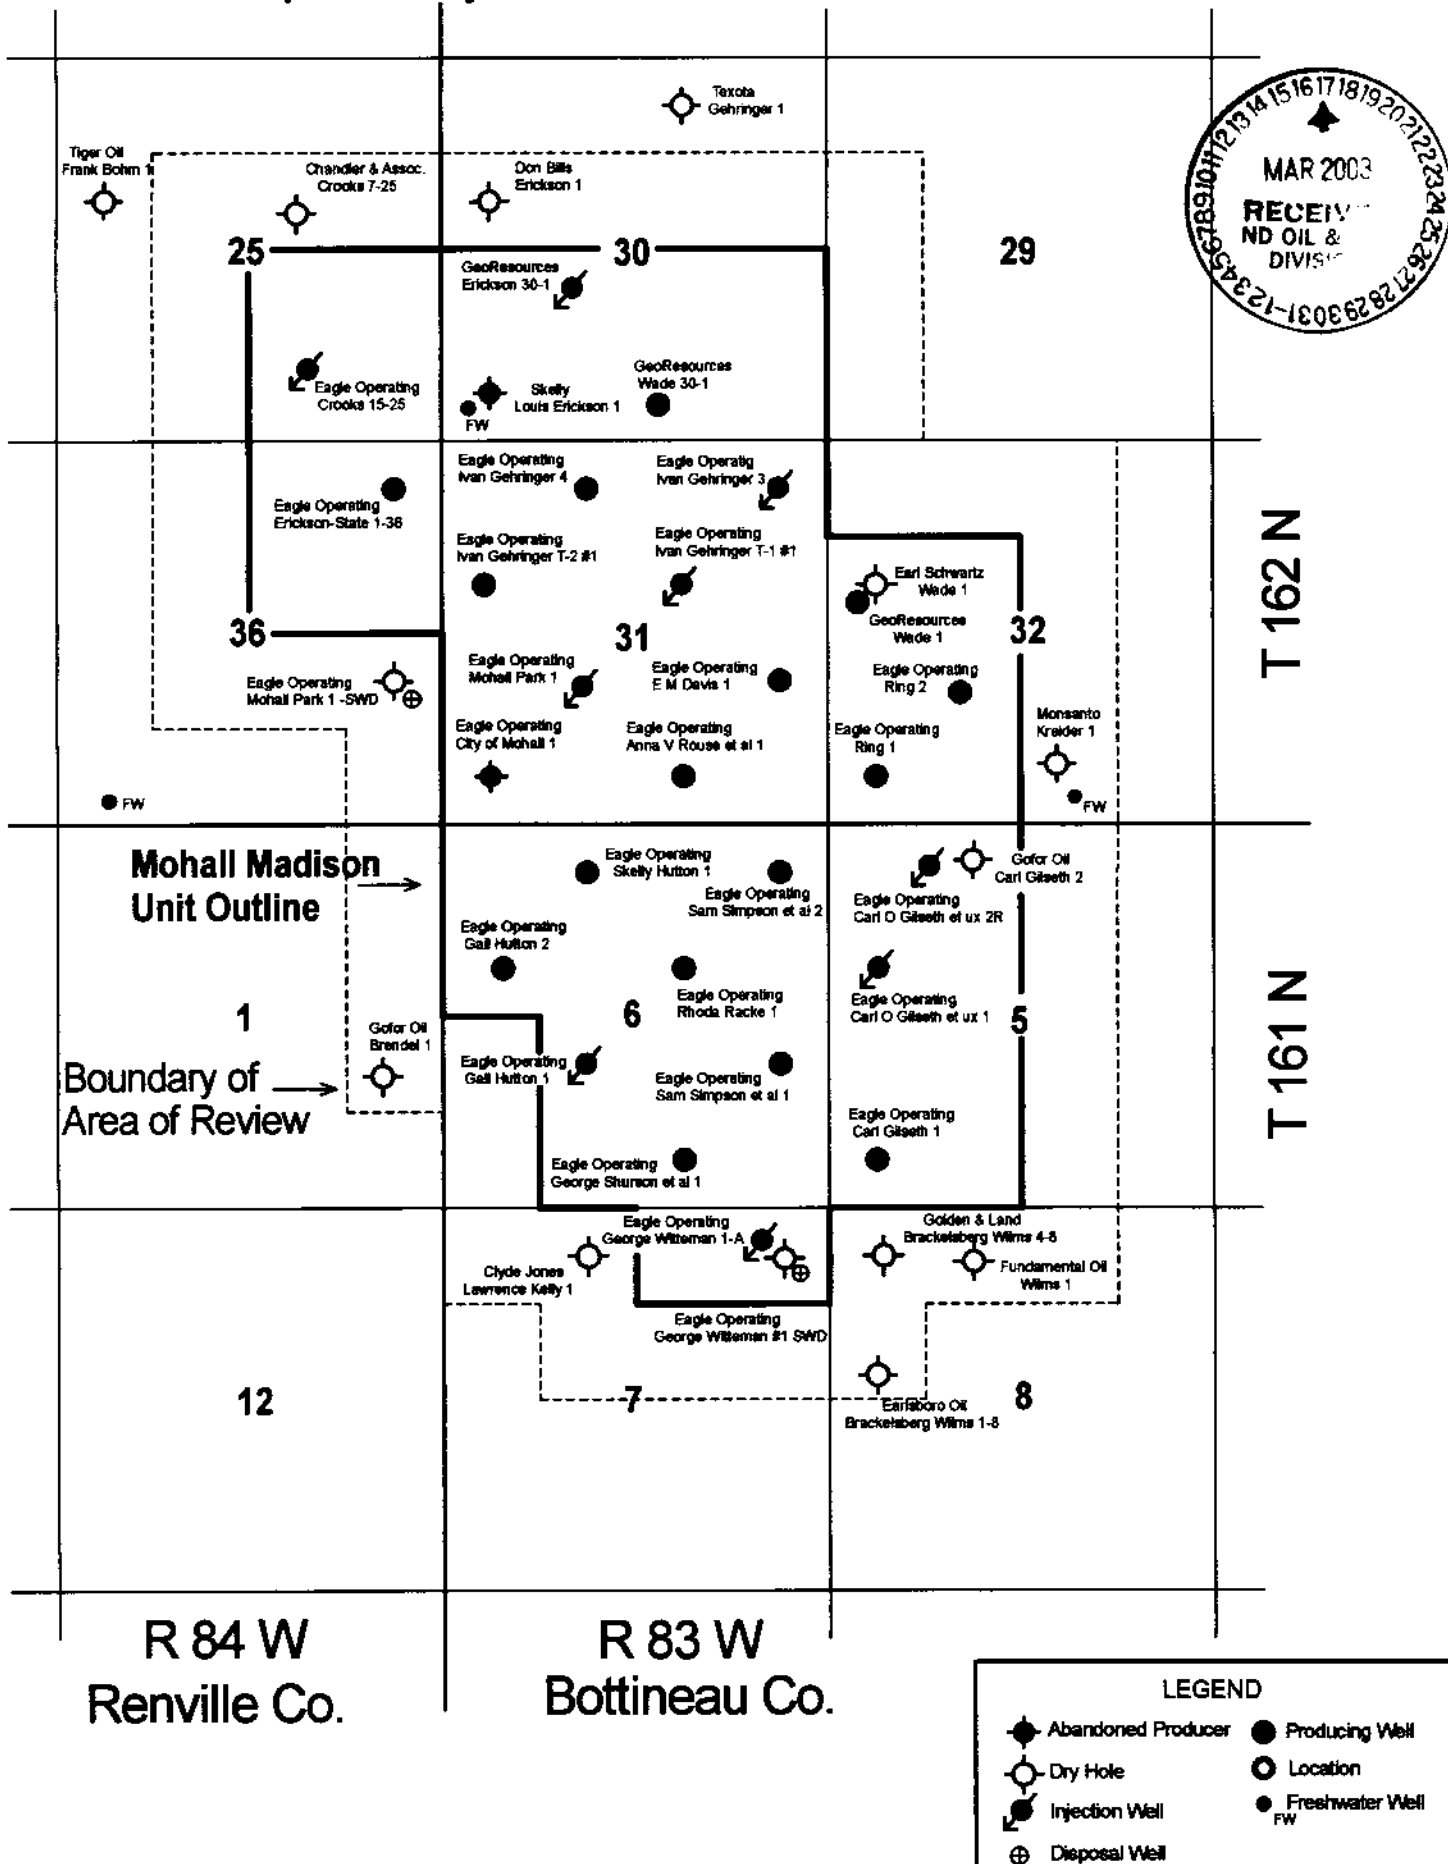 Texota
Gehringer 1
Tiger Oil
Frank Bohm 1
Chandler & Assoc.
Crooks 7-25
Don Bills
Erickson 1
MAR 2003
RECEIV
ND OIL &
DIVIS
25
30
29
GeoResources
Erickson 30-1
Eagle Operating
Crooks 15-25
Skelly
Louis Erickson 1
FW
GeoResources
Wade 30-1
Eagle Operating
Ivan Gehringer 4
Eagle Operatig
Ivan Gehringer 3
Eagle Operating
Erickson-State 1-36
Eagle Operating
Ivan Gehringer T-2 #1
Eagle Operating
Ivan Gehringer T-1 #1
Earl Schwartz
Wade 1
GeoResources
Wade 1
T 162 N
36
31
32
Eagle Operating
Mohall Park 1 -SWD
Eagle Operating
Mohall Park 1
Eagle Operating
E M Davis 1
Eagle Operating
Ring 2
Eagle Operating
City of Mohall 1
Eagle Operating
Anna V Rouse et al 1
Eagle Operating
Ring 1
Monsanto
Kreider 1
FW
FW
Mohall Madison
Unit Outline
Eagle Operating
Skelly Hutton 1
Eagle Operating
Sam Simpson et al 2
Gofor Oil
Carl Gilseth 2
Eagle Operating
Carl O Gilseth et ux 2R
Eagle Operating
Gail Hutton 2
Eagle Operating
Rhoda Racke 1
Eagle Operating
Carl O Gilseth et ux 1
1
6
5
T 161 N
Gofor Oil
Brendel 1
Boundary of
Area of Review
Eagle Operating
Gail Hutton 1
Eagle Operating
Sam Simpson et al 1
Eagle Operating
Carl Gilseth 1
Eagle Operating
George Shurson et al 1
Eagle Operating
George Witteman 1-A
Golden & Land
Brackelsberg Wilms 4-8
Clyde Jones
Lawrence Kelly 1
Fundamental Oil
Wilms 1
Eagle Operating
George Witteman #1 SWD
12
7
8
Earlsboro Oil
Brackelsberg Wilms 1-8
R 84 W
Renville Co.
R 83 W
Bottineau Co.
LEGEND
Abandoned Producer
Producing Well
Dry Hole
Location
Injection Well
Freshwater Well
FW
Disposal Well